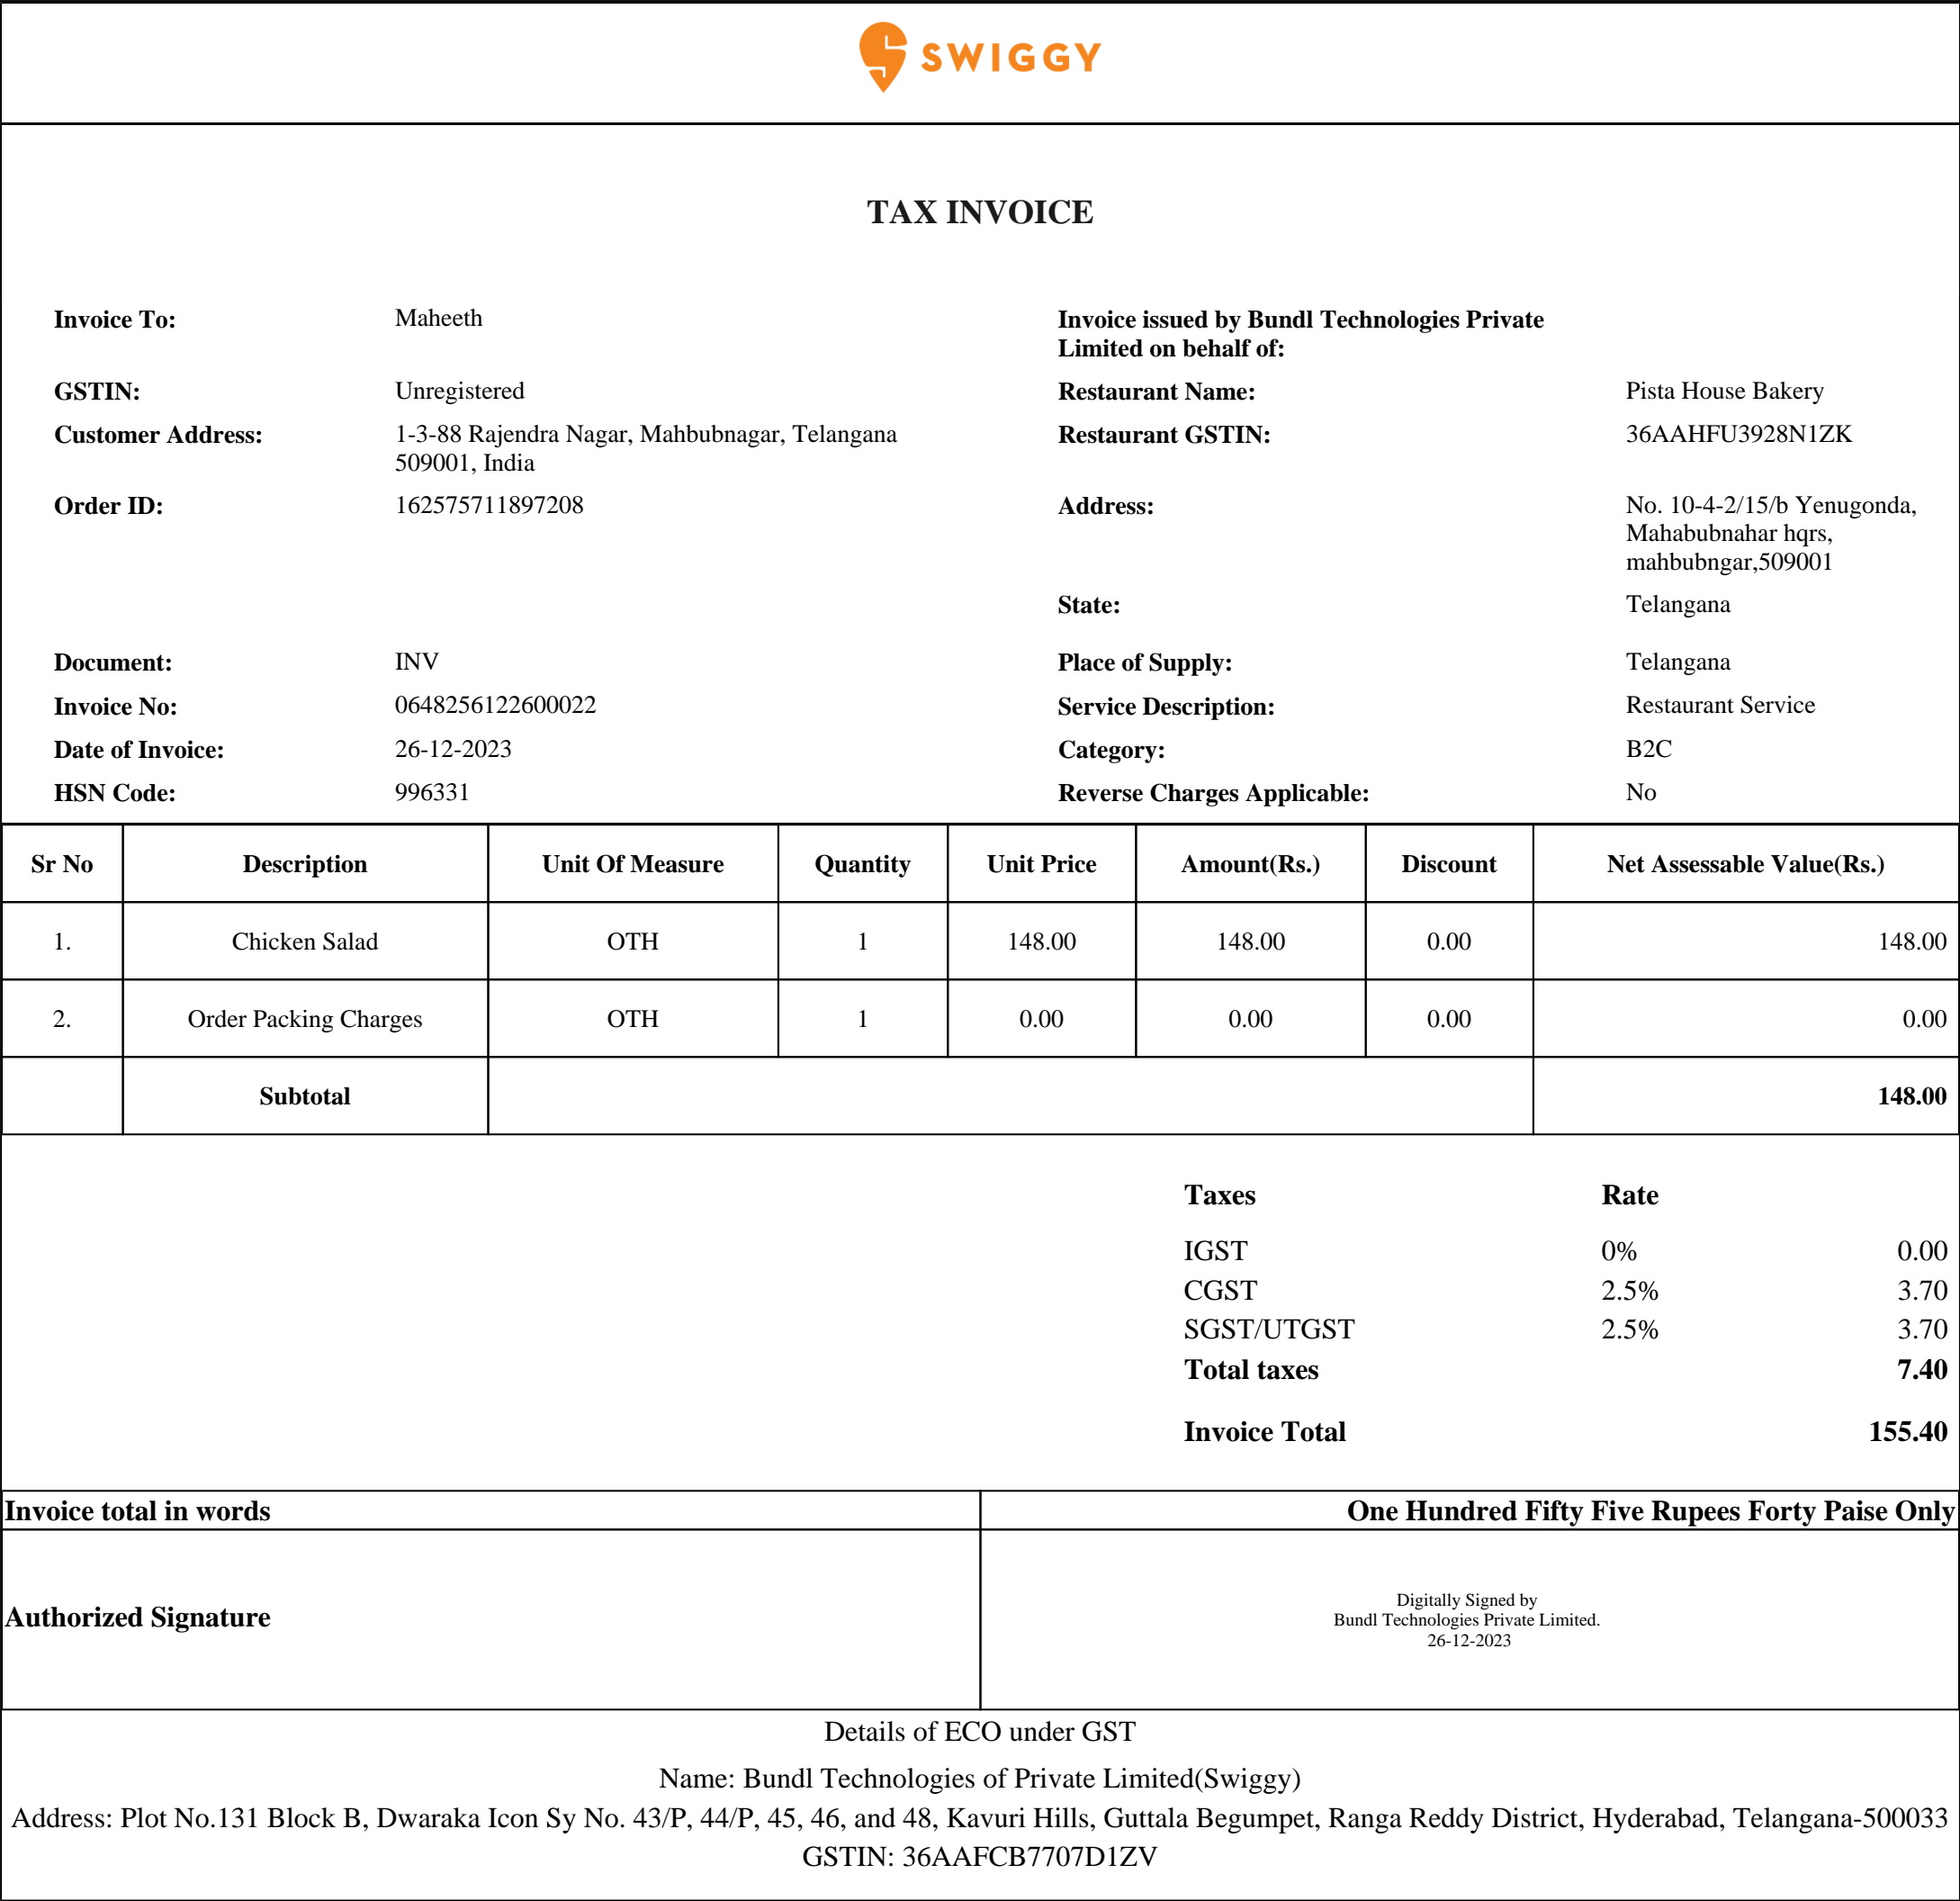 SWIGGY
TAX INVOICE
Invoice To: Maheeth
Invoice issued by Bundl Technologies Private
Limited on behalf of:
GSTIN: Unregistered
Restaurant Name: Pista House Bakery
Customer Address: 1-3-88 Rajendra Nagar, Mahbubnagar, Telangana
509001, India
Restaurant GSTIN: 36AAHFU3928N1ZK
Order ID: 162575711897208
Address: No. 10-4-2/15/b Yenugonda,
Mahabubnahar hqrs,
mahbubngar,509001
State: Telangana
Document: INV
Place of Supply: Telangana
Invoice No: 0648256122600022
Service Description: Restaurant Service
Date of Invoice: 26-12-2023
Category: B2C
HSN Code: 996331
Reverse Charges Applicable: No
Sr No Description Unit Of Measure Quantity Unit Price Amount(Rs.) Discount Net Assessable Value(Rs.)
1. Chicken Salad OTH 1 148.00 148.00 0.00 148.00
2. Order Packing Charges OTH 1 0.00 0.00 0.00 0.00
Subtotal 148.00
Taxes Rate
IGST 0% 0.00
CGST 2.5% 3.70
SGST/UTGST 2.5% 3.70
Total taxes 7.40
Invoice Total 155.40
Invoice total in words One Hundred Fifty Five Rupees Forty Paise Only
Authorized Signature
Digitally Signed by
Bundl Technologies Private Limited.
26-12-2023
Details of ECO under GST
Name: Bundl Technologies of Private Limited(Swiggy)
Address: Plot No.131 Block B, Dwaraka Icon Sy No. 43/P, 44/P, 45, 46, and 48, Kavuri Hills, Guttala Begumpet, Ranga Reddy District, Hyderabad, Telangana-500033
GSTIN: 36AAFCB7707D1ZV